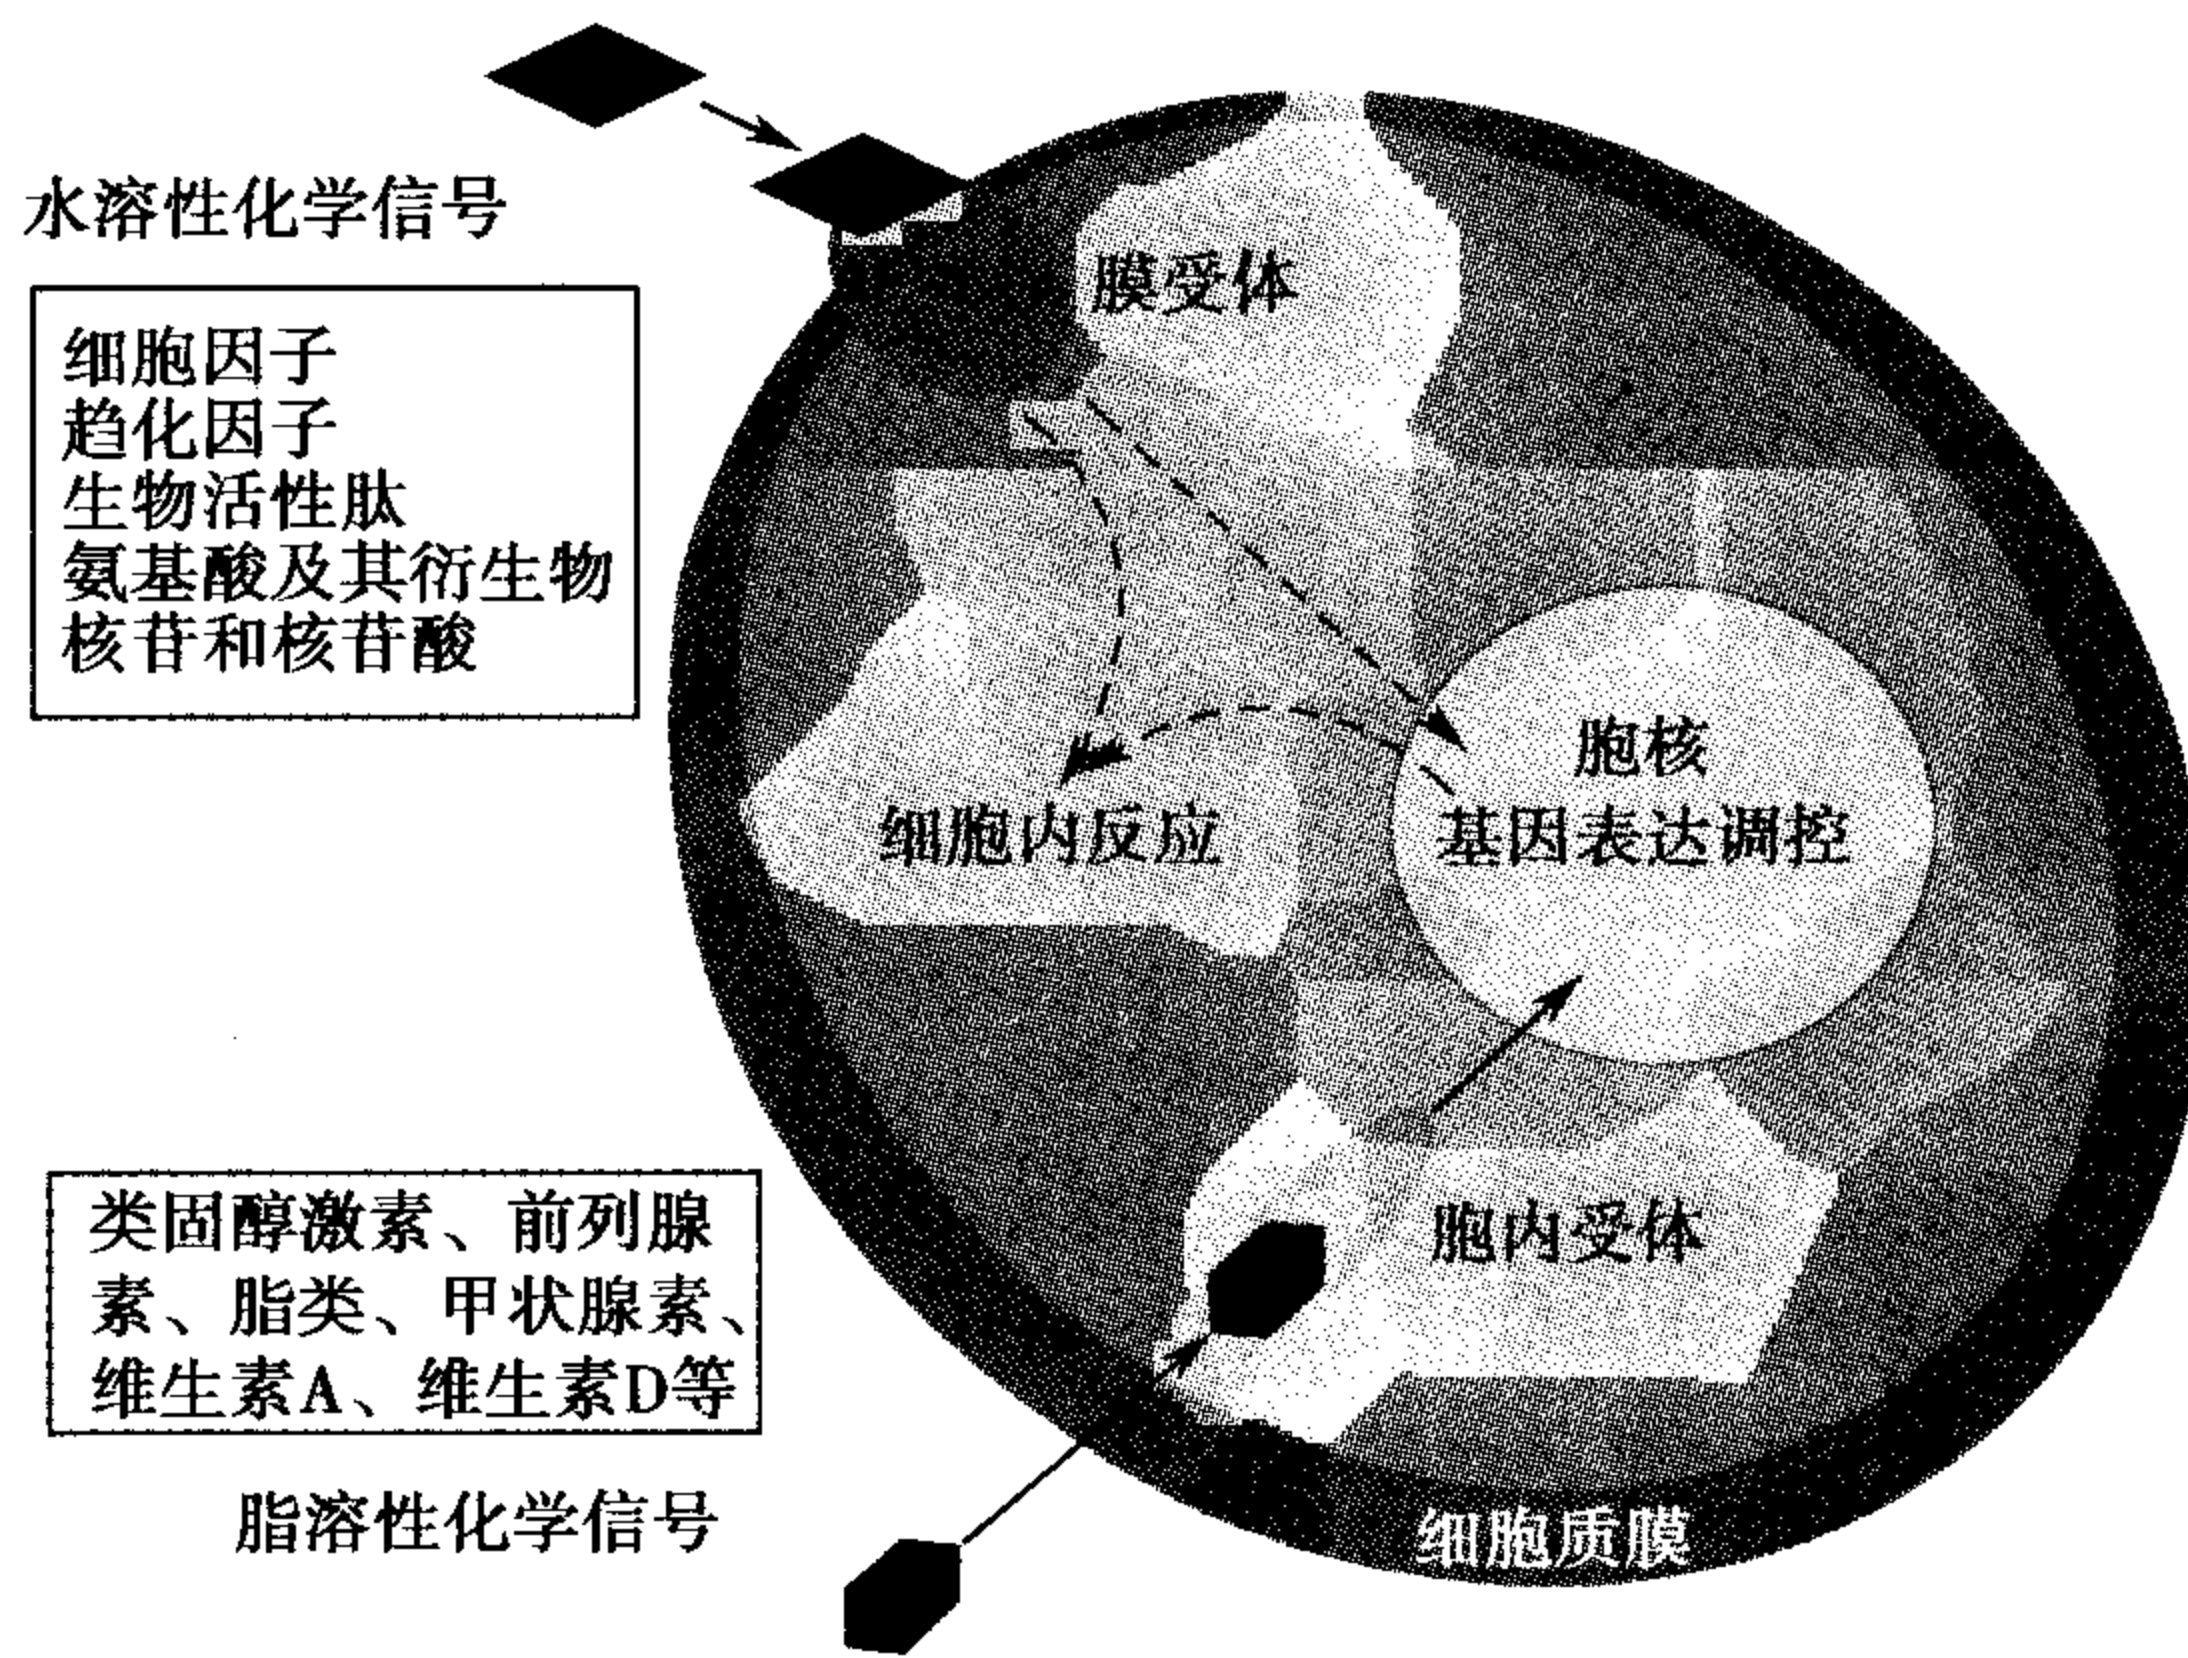 水溶性化学信号
细胞因子
趋化因子
生物活性肽
氨基酸及其衍生物
核苷和核苷酸
膜受体
胞核
基因表达调控
细胞内反应
类固醇激素、前列腺
素、脂类、甲状腺素、
维生素A、维生素D等
胞内受体
脂溶性化学信号
细胞质膜